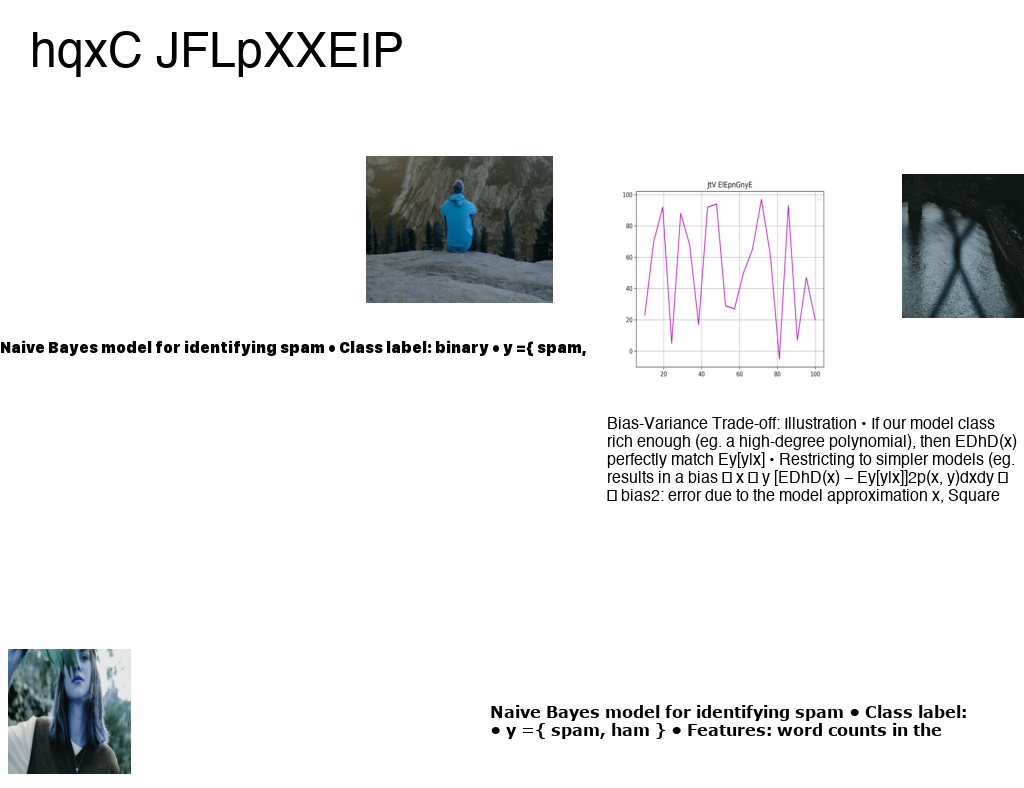 hqxC JFLpXXEIP
JtV ElEpnGnyE
100
80
60
40
20
0
20 40 60 80 100
Naive Bayes model for identifying spam • Class label: binary • y ={ spam,
Bias-Variance Trade-off: Illustration • If our model class
rich enough (eg. a high-degree polynomial), then EDhD(x)
perfectly match Ey[y|x] • Restricting to simpler models (eg.
results in a bias � x � y [EDhD(x) – Ey[y|x]]2p(x, y)dxdy �
� bias2: error due to the model approximation x, Square
Naive Bayes model for identifying spam • Class label:
• y ={ spam, ham } • Features: word counts in the